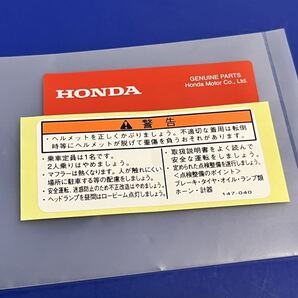 HONDA
GENUINE PARTS
Honda Motor Co., Ltd.
警告
・ヘルメットを正しくかぶりましょう。不適切な着用は転倒
時等にヘルメットが脱げて重傷を負うおそれがあります。
・乗車定員は1名です。
2人乗りはやめましょう。
・マフラーは熱くなります。人が触れにくい
場所に駐車する等の配慮をしましょう。
・安全運転、迷惑防止のため不正改造はやめましょう。
・ヘッドランプを昼間はロービーム点灯しましょう。
・取扱説明書をよく読んで
安全な運転をしましょう。
・定められた点検整備を行いましょう。
<点検整備のポイント>
ブレーキ・タイヤ・オイル・ランプ類
ホーン・計器
147-040